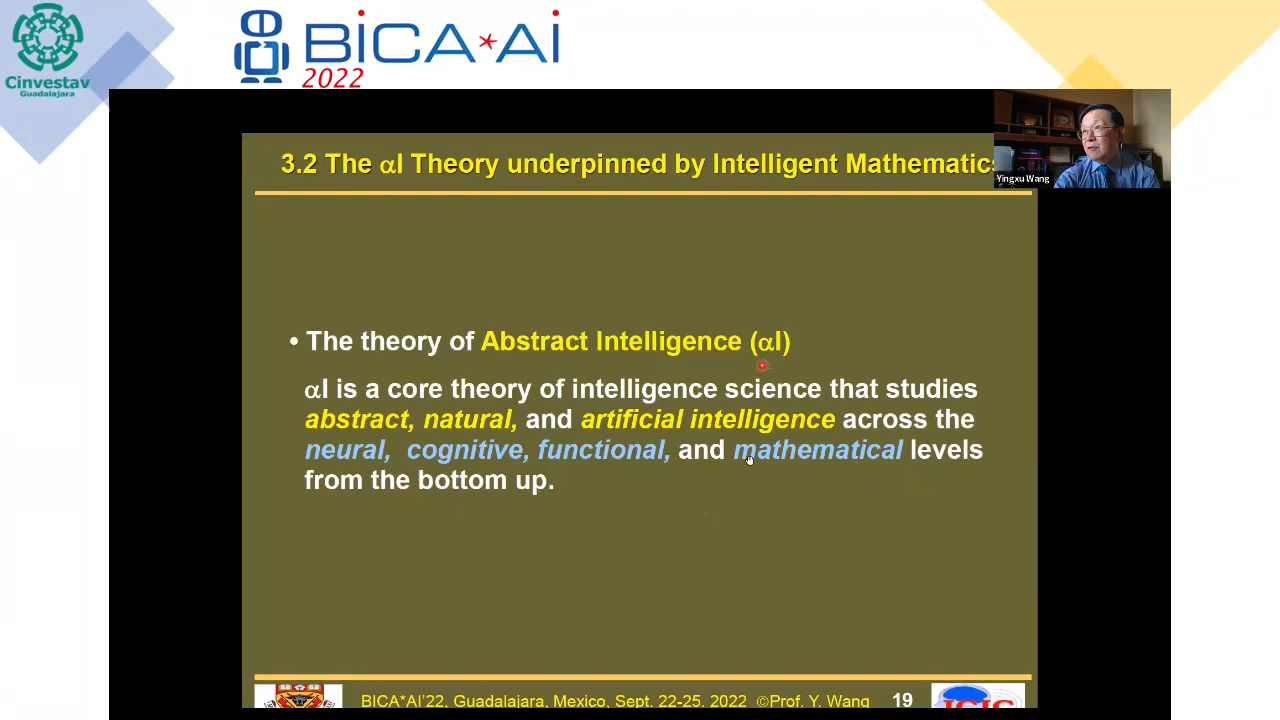 Cinvestav
Guadalajara
BiCA*Ai
2022
3.2 The αI Theory underpinned by Intelligent Mathematics
Yingxu Wang
• The theory of Abstract Intelligence (αI)
αI is a core theory of intelligence science that studies
abstract, natural, and artificial intelligence across the
neural, cognitive, functional, and mathematical levels
from the bottom up.
BICA*AI'22, Guadalajara, Mexico, Sept. 22-25, 2022 ©Prof. Y. Wang
19